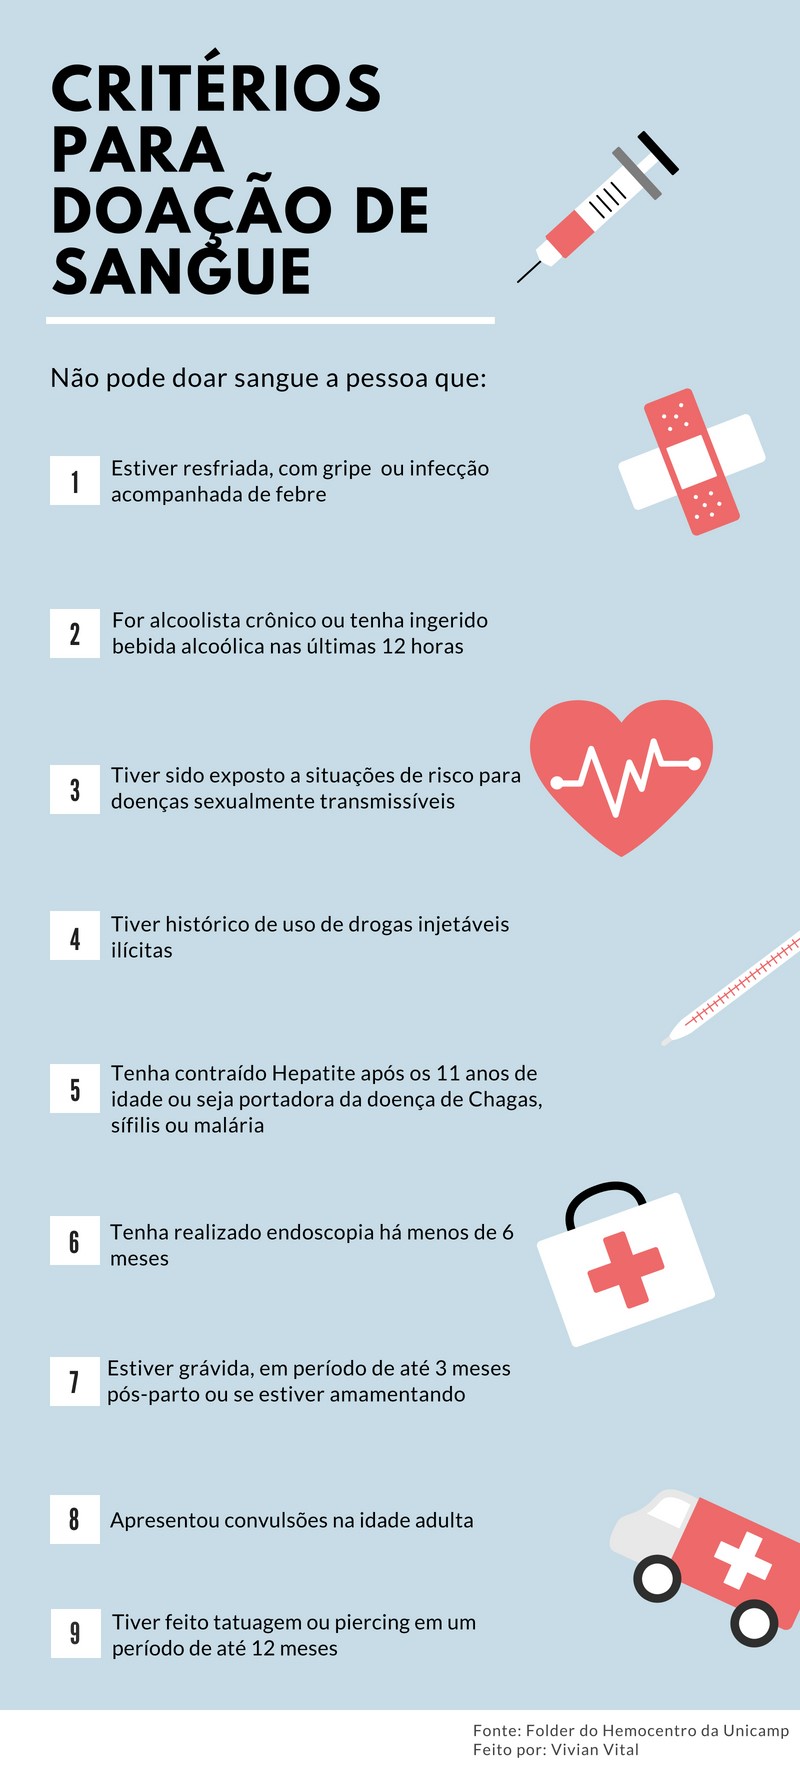 CRITÉRIOS
PARA
DOAÇÃO DE
SANGUE
Não pode doar sangue a pessoa que:
1
Estiver resfriada, com gripe ou infecção
acompanhada de febre
2
For alcoolista crônico ou tenha ingerido
bebida alcoólica nas últimas 12 horas
3
Tiver sido exposto a situações de risco para
doenças sexualmente transmissíveis
4
Tiver histórico de uso de drogas injetáveis
ilícitas
5
Tenha contraído Hepatite após os 11 anos de
idade ou seja portadora da doença de Chagas,
sífilis ou malária
6
Tenha realizado endoscopia há menos de 6
meses
7
Estiver grávida, em período de até 3 meses
pós-parto ou se estiver amamentando
8
Apresentou convulsões na idade adulta
9
Tiver feito tatuagem ou piercing em um
período de até 12 meses
Fonte: Folder do Hemocentro da Unicamp
Feito por: Vivian Vital